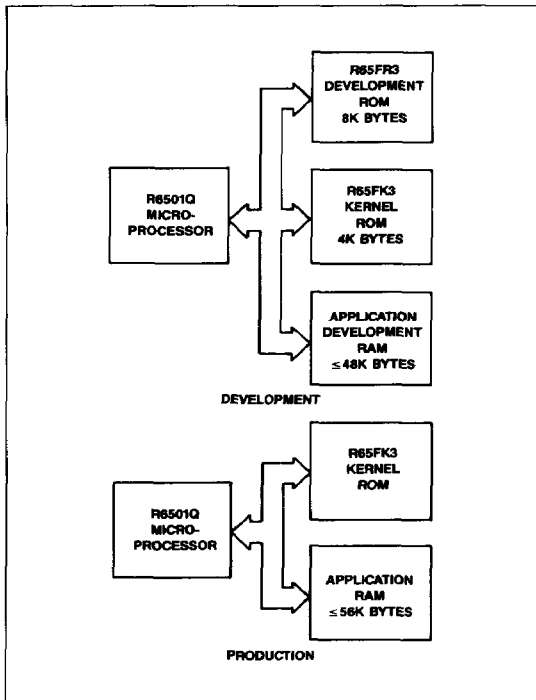 R65FR3
DEVELOPMENT
ROM
8K BYTES
R6501Q
MICRO-
PROCESSOR
R65FK3
KERNEL
ROM
4K BYTES
APPLICATION
DEVELOPMENT
RAM
≤48K BYTES
DEVELOPMENT
R65FK3
KERNEL
ROM
R6501Q
MICRO-
PROCESSOR
APPLICATION
RAM
≤56K BYTES
PRODUCTION